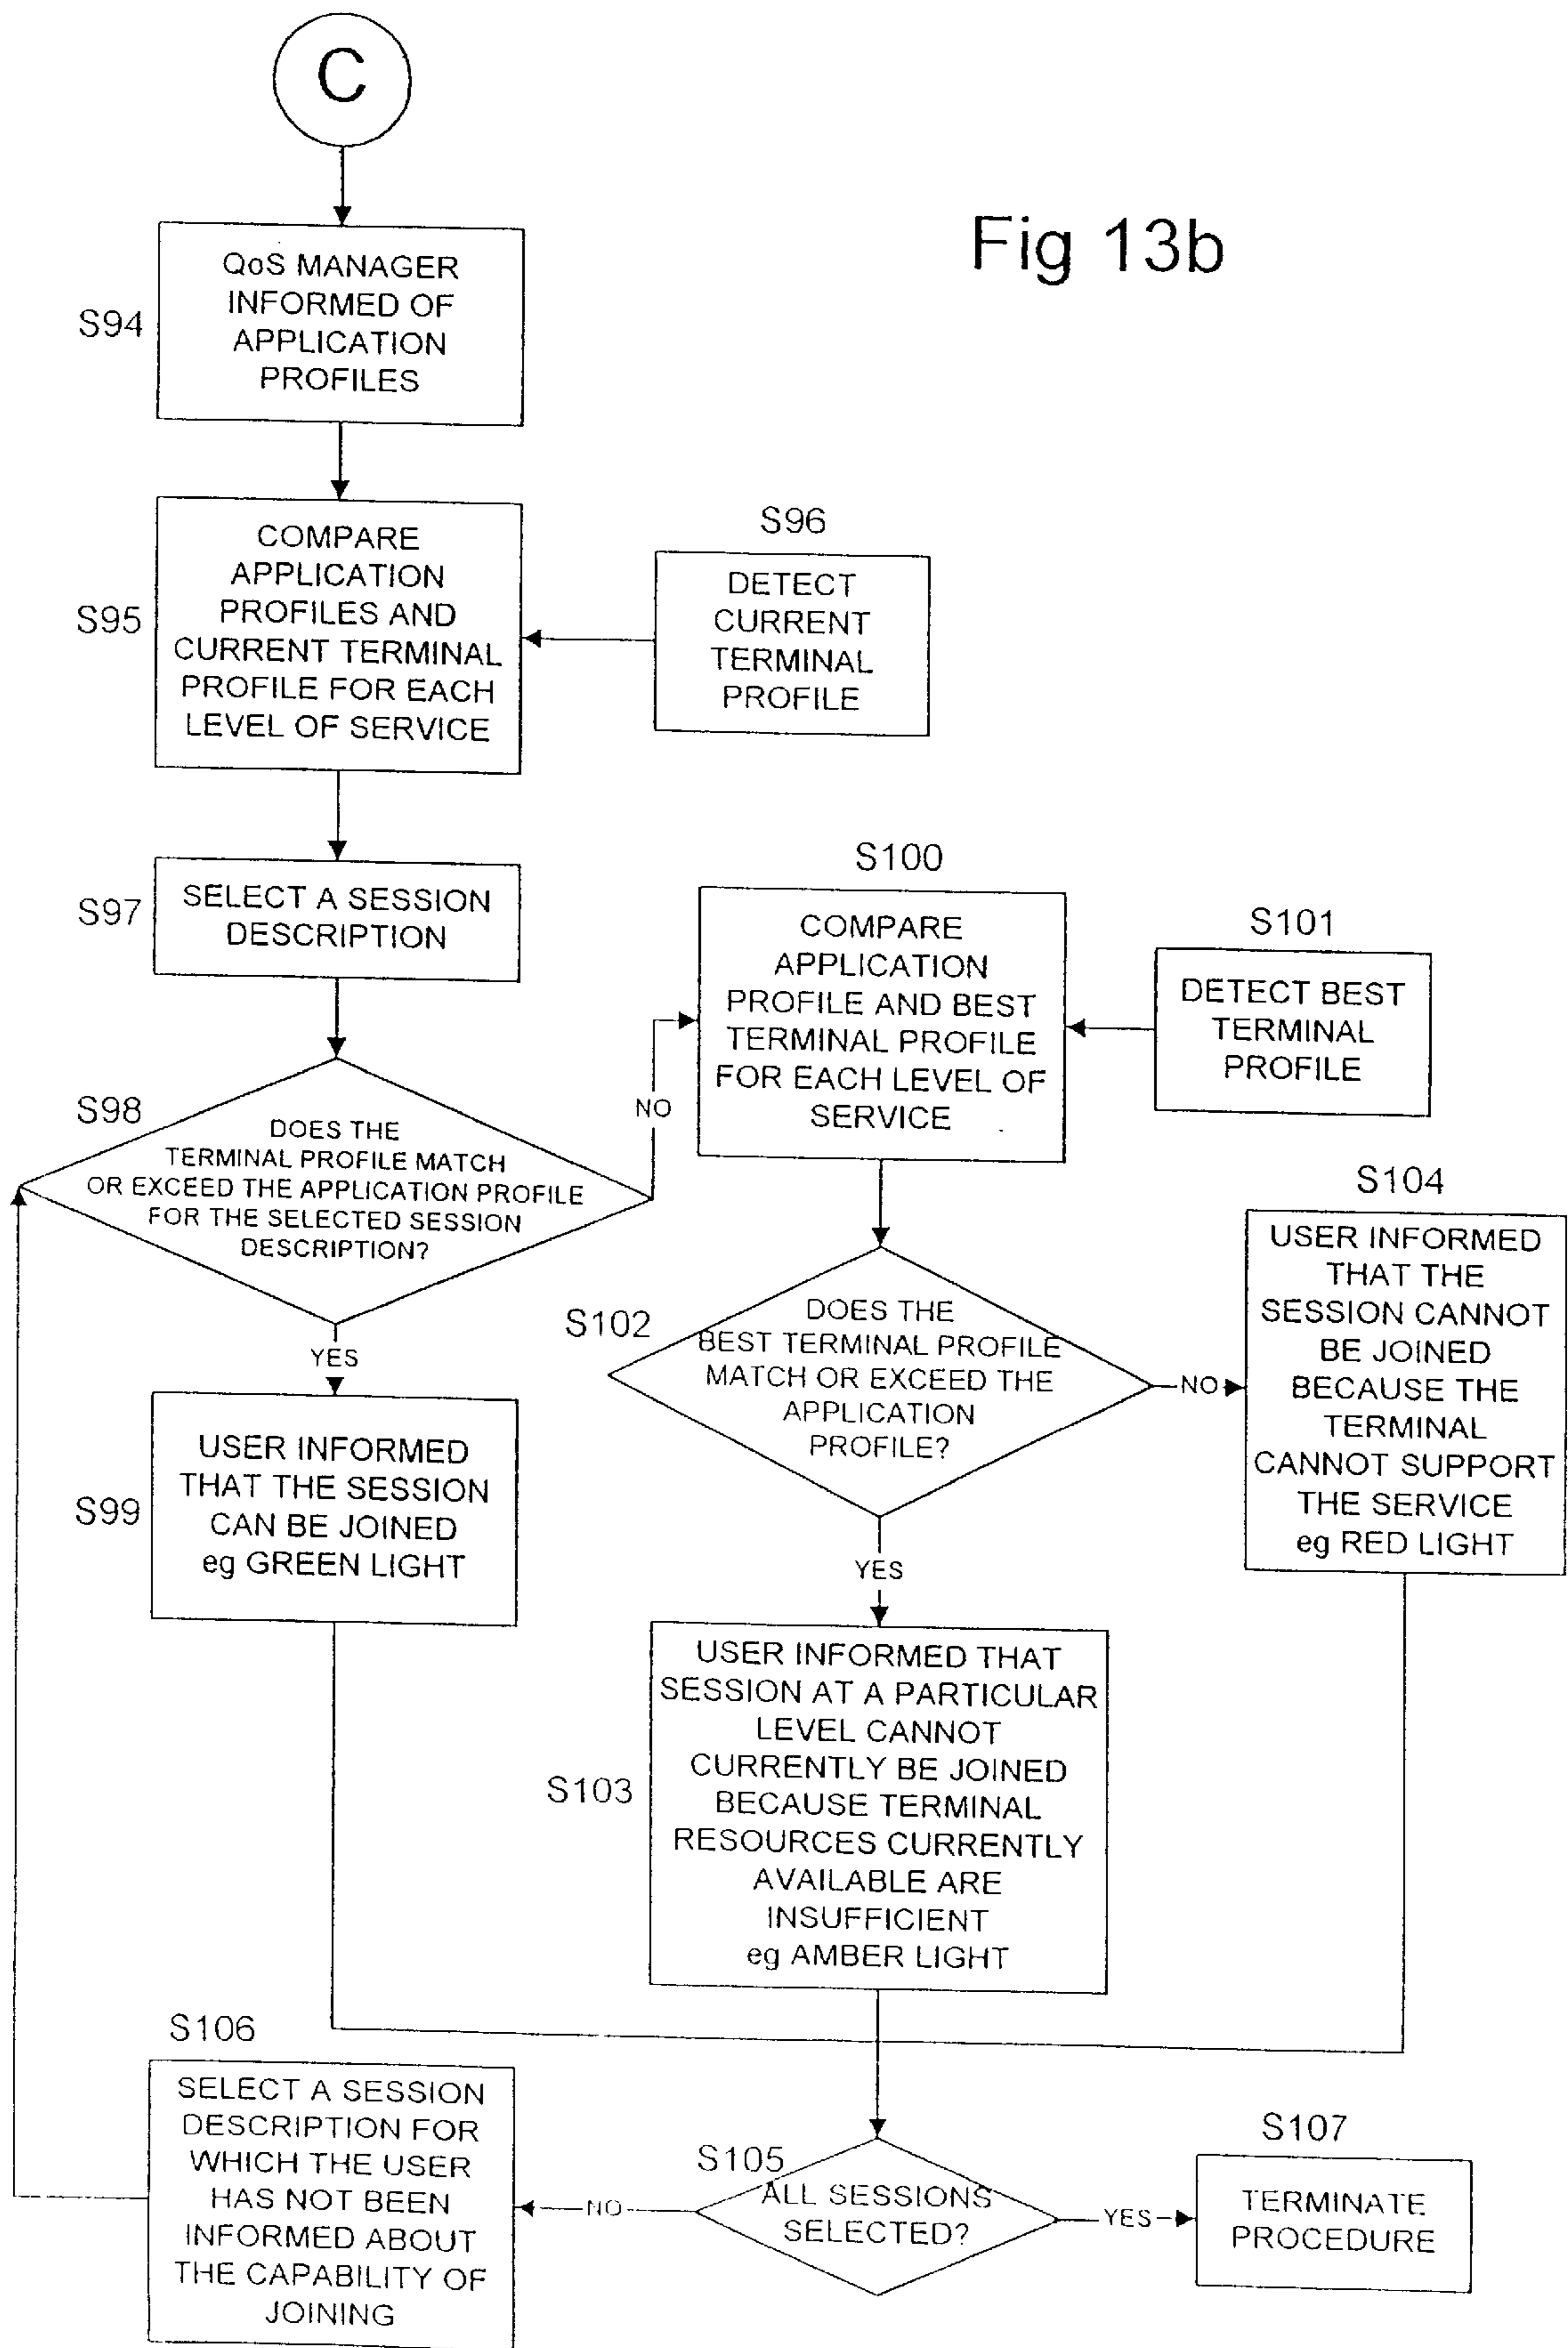 C
Fig 13b
S94
QoS MANAGER
INFORMED OF
APPLICATION
PROFILES
S95
COMPARE
APPLICATION
PROFILES AND
CURRENT TERMINAL
PROFILE FOR EACH
LEVEL OF SERVICE
S96
DETECT
CURRENT
TERMINAL
PROFILE
S97
SELECT A SESSION
DESCRIPTION
S98
DOES THE
TERMINAL PROFILE MATCH
OR EXCEED THE APPLICATION PROFILE
FOR THE SELECTED SESSION
DESCRIPTION?
NO
YES
S99
USER INFORMED
THAT THE SESSION
CAN BE JOINED
eg GREEN LIGHT
S100
COMPARE
APPLICATION
PROFILE AND BEST
TERMINAL PROFILE
FOR EACH LEVEL OF
SERVICE
S101
DETECT BEST
TERMINAL
PROFILE
S102
DOES THE
BEST TERMINAL PROFILE
MATCH OR EXCEED THE
APPLICATION
PROFILE?
NO
YES
S104
USER INFORMED
THAT THE
SESSION CANNOT
BE JOINED
BECAUSE THE
TERMINAL
CANNOT SUPPORT
THE SERVICE
eg RED LIGHT
S103
USER INFORMED THAT
SESSION AT A PARTICULAR
LEVEL CANNOT
CURRENTLY BE JOINED
BECAUSE TERMINAL
RESOURCES CURRENTLY
AVAILABLE ARE
INSUFFICIENT
eg AMBER LIGHT
S105
ALL SESSIONS
SELECTED?
NO
YES
S106
SELECT A SESSION
DESCRIPTION FOR
WHICH THE USER
HAS NOT BEEN
INFORMED ABOUT
THE CAPABILITY OF
JOINING
S107
TERMINATE
PROCEDURE